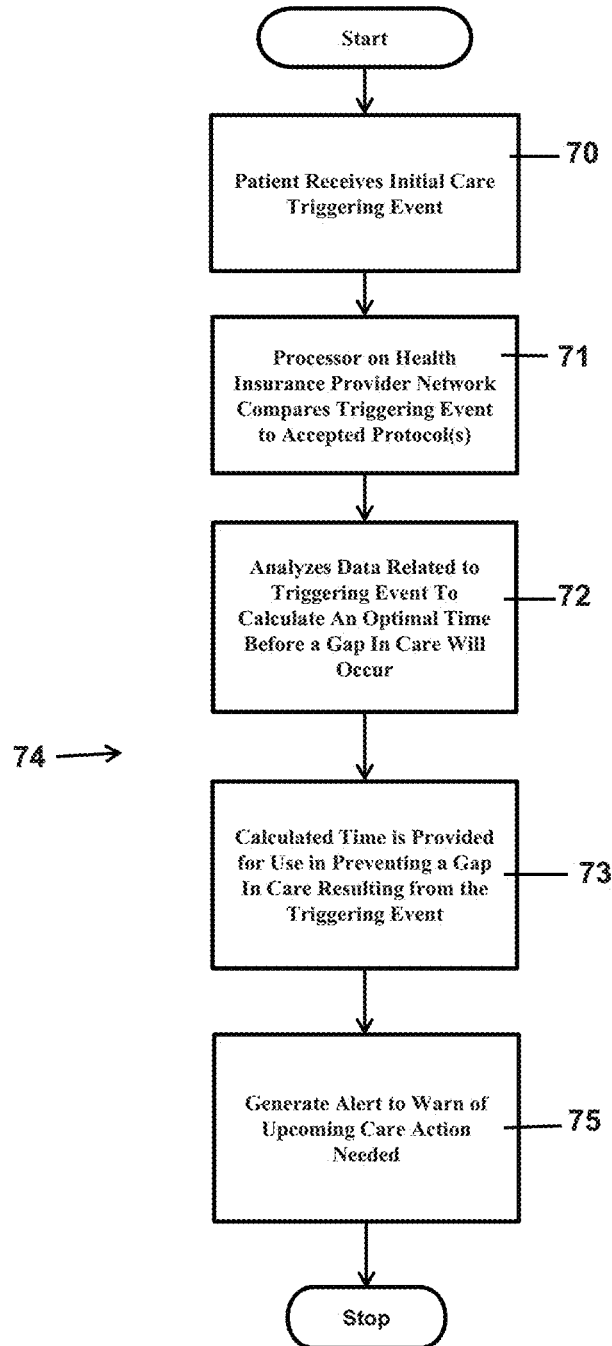 Start
70
Patient Receives Initial Care
Triggering Event
71
Processor on Health
Insurance Provider Network
Compares Triggering Event
to Accepted Protocol(s)
Analyzes Data Related to
Triggering Event To
Calculate An Optimal Time
Before a Gap In Care Will
Occur
72
74
Calculated Time is Provided
for Use in Preventing a Gap
In Care Resulting from the
Triggering Event
73
Generate Alert to Warn of
Upcoming Care Action
Needed
75
Stop